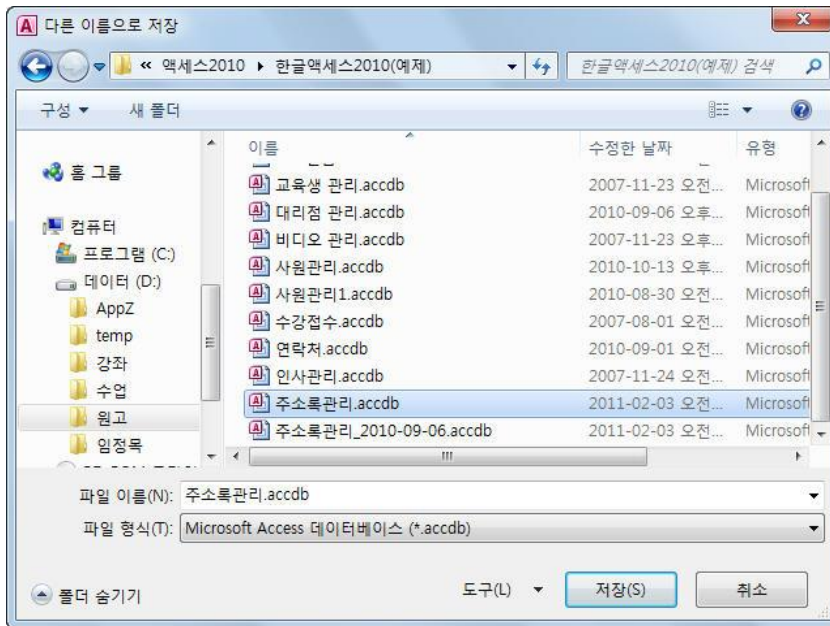 다른 이름으로 저장
« 액세스2010 ▸ 한글액세스2010(예제)
한글액세스2010(예제) 검색
구성 새 폴더
이름 수정한 날짜 유형
홈 그룹
컴퓨터
프로그램 (C:)
데이터 (D:)
AppZ
temp
강좌
수업
원고
임정목
교육생 관리.accdb 2007-11-23 오전... Microsoft
대리점 관리.accdb 2010-09-06 오후... Microsoft
비디오 관리.accdb 2007-11-23 오후... Microsoft
사원관리.accdb 2010-10-13 오후... Microsoft
사원관리1.accdb 2010-08-30 오전... Microsoft
수강접수.accdb 2007-08-01 오전... Microsoft
연락처.accdb 2010-09-01 오전... Microsoft
인사관리.accdb 2007-11-24 오전... Microsoft
주소록관리.accdb 2011-02-03 오전... Microsoft
주소록관리_2010-09-06.accdb 2011-02-03 오전... Microsoft
파일 이름(N): 주소록관리.accdb
파일 형식(T): Microsoft Access 데이터베이스 (*.accdb)
폴더 숨기기
도구(L) 저장(S) 취소